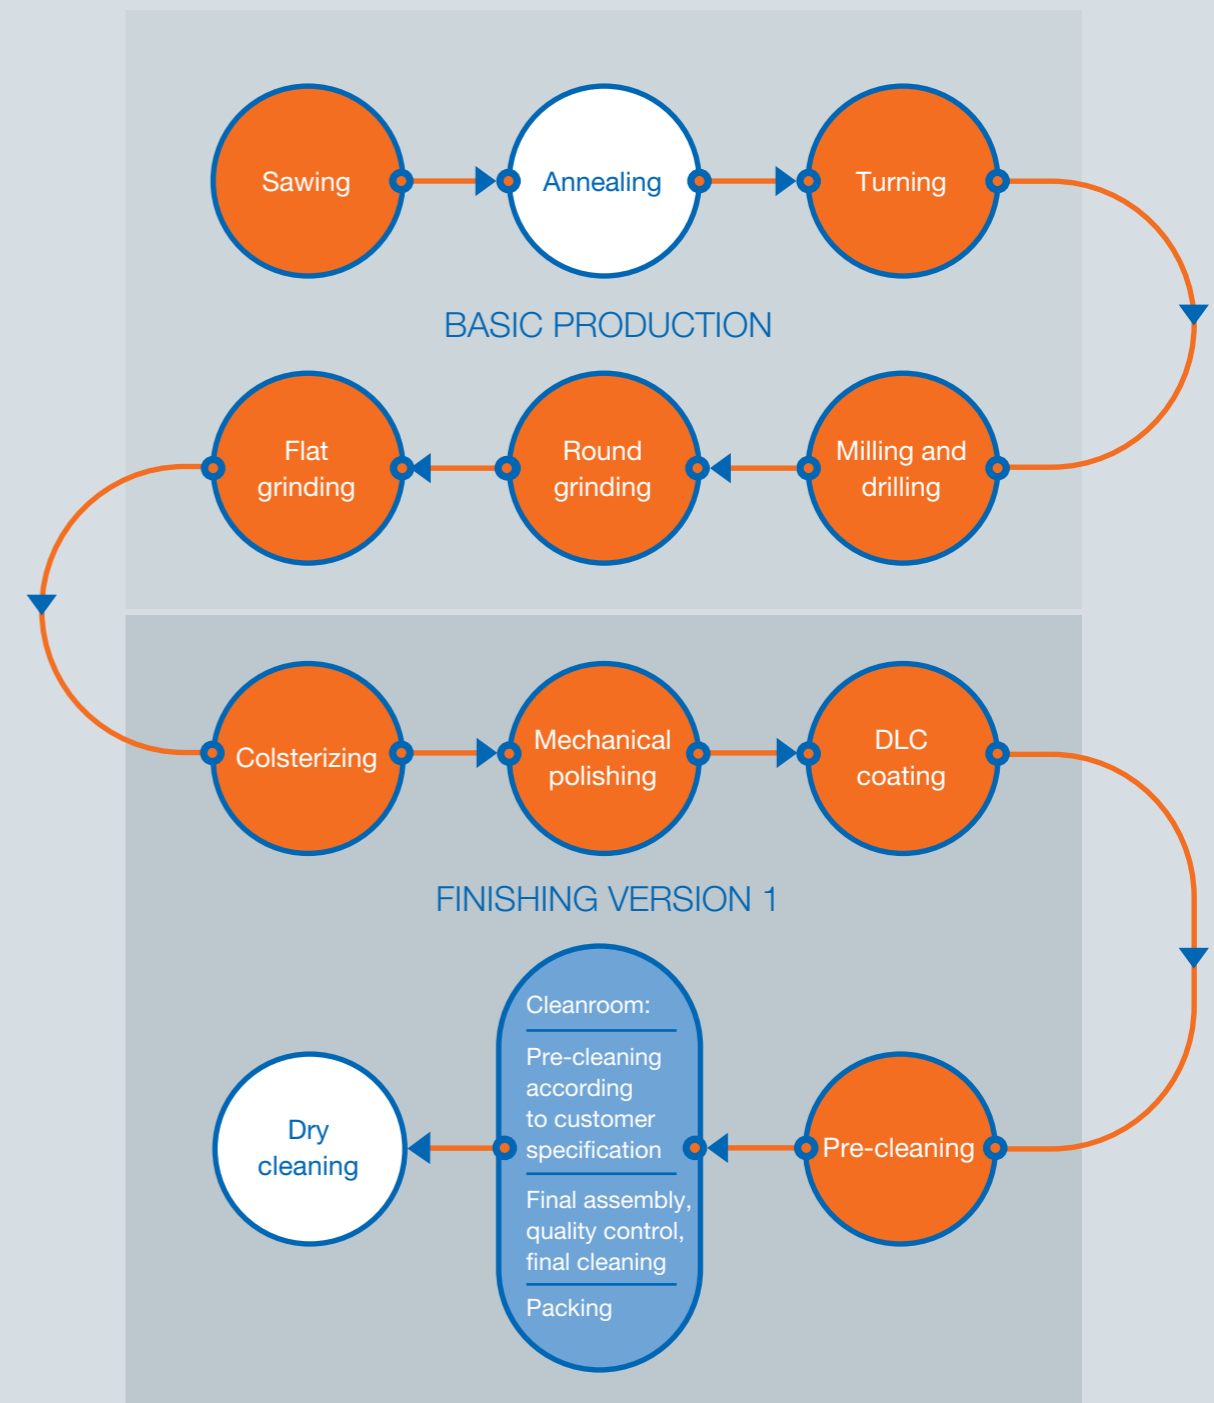 Sawing
Annealing
Turning
BASIC PRODUCTION
Flat
grinding
Round
grinding
Milling and
drilling
Colsterizing
Mechanical
polishing
DLC
coating
FINISHING VERSION 1
Dry
cleaning
Cleanroom:
Pre-cleaning
according
to customer
specification
Final assembly,
quality control,
final cleaning
Packing
Pre-cleaning